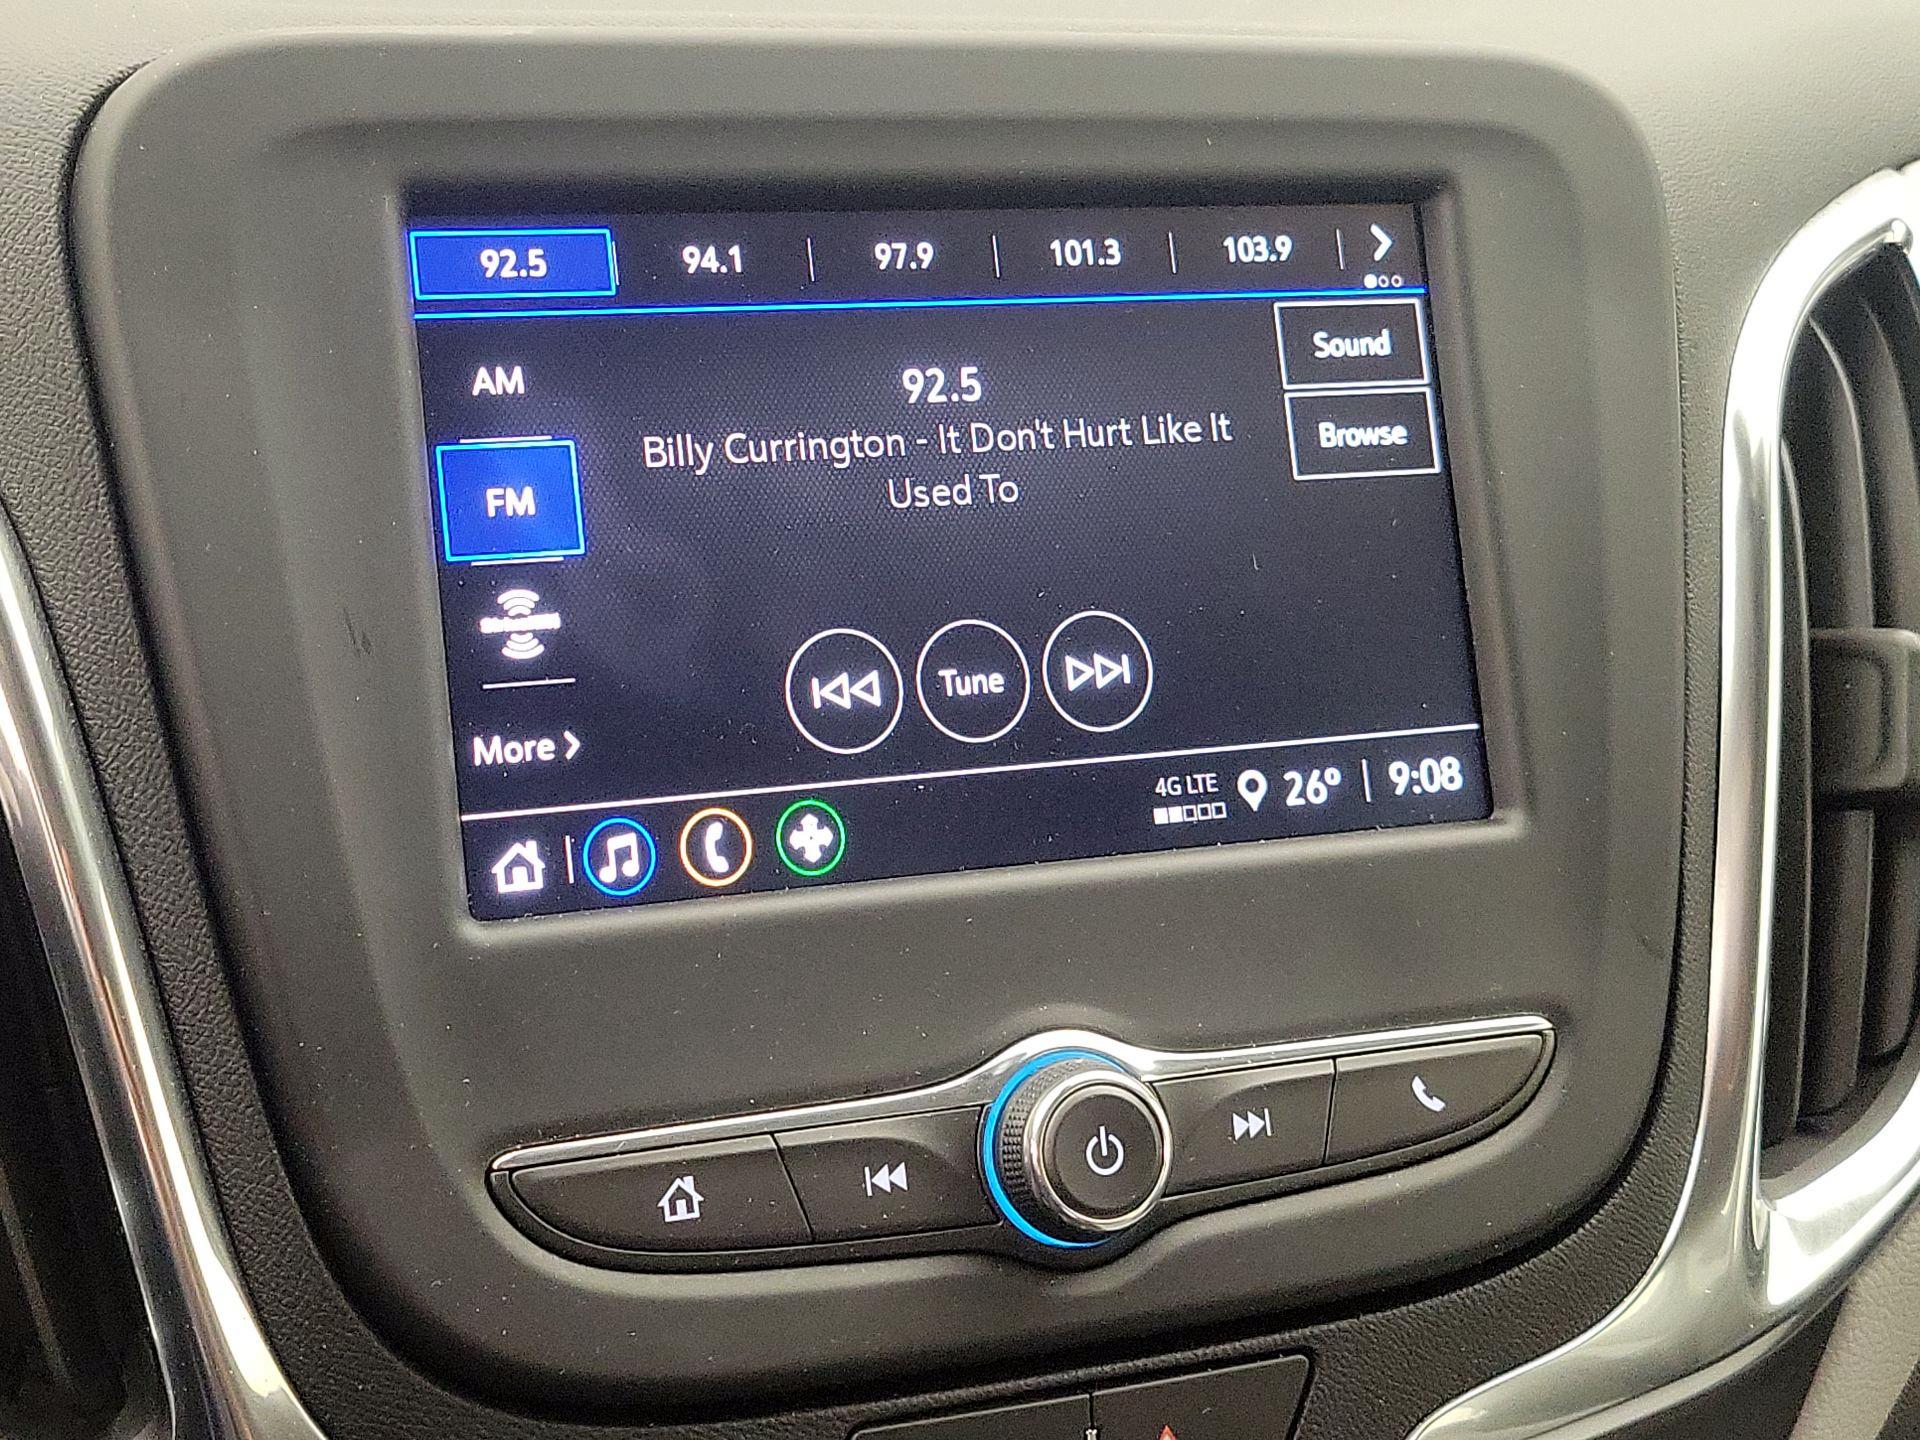 92.5 94.1 97.9 101.3 103.9
Sound
AM
92.5
Browse
Billy Currington - It Don't Hurt Like It
Used To
FM
Tune
More
4G LTE 26° 9:08